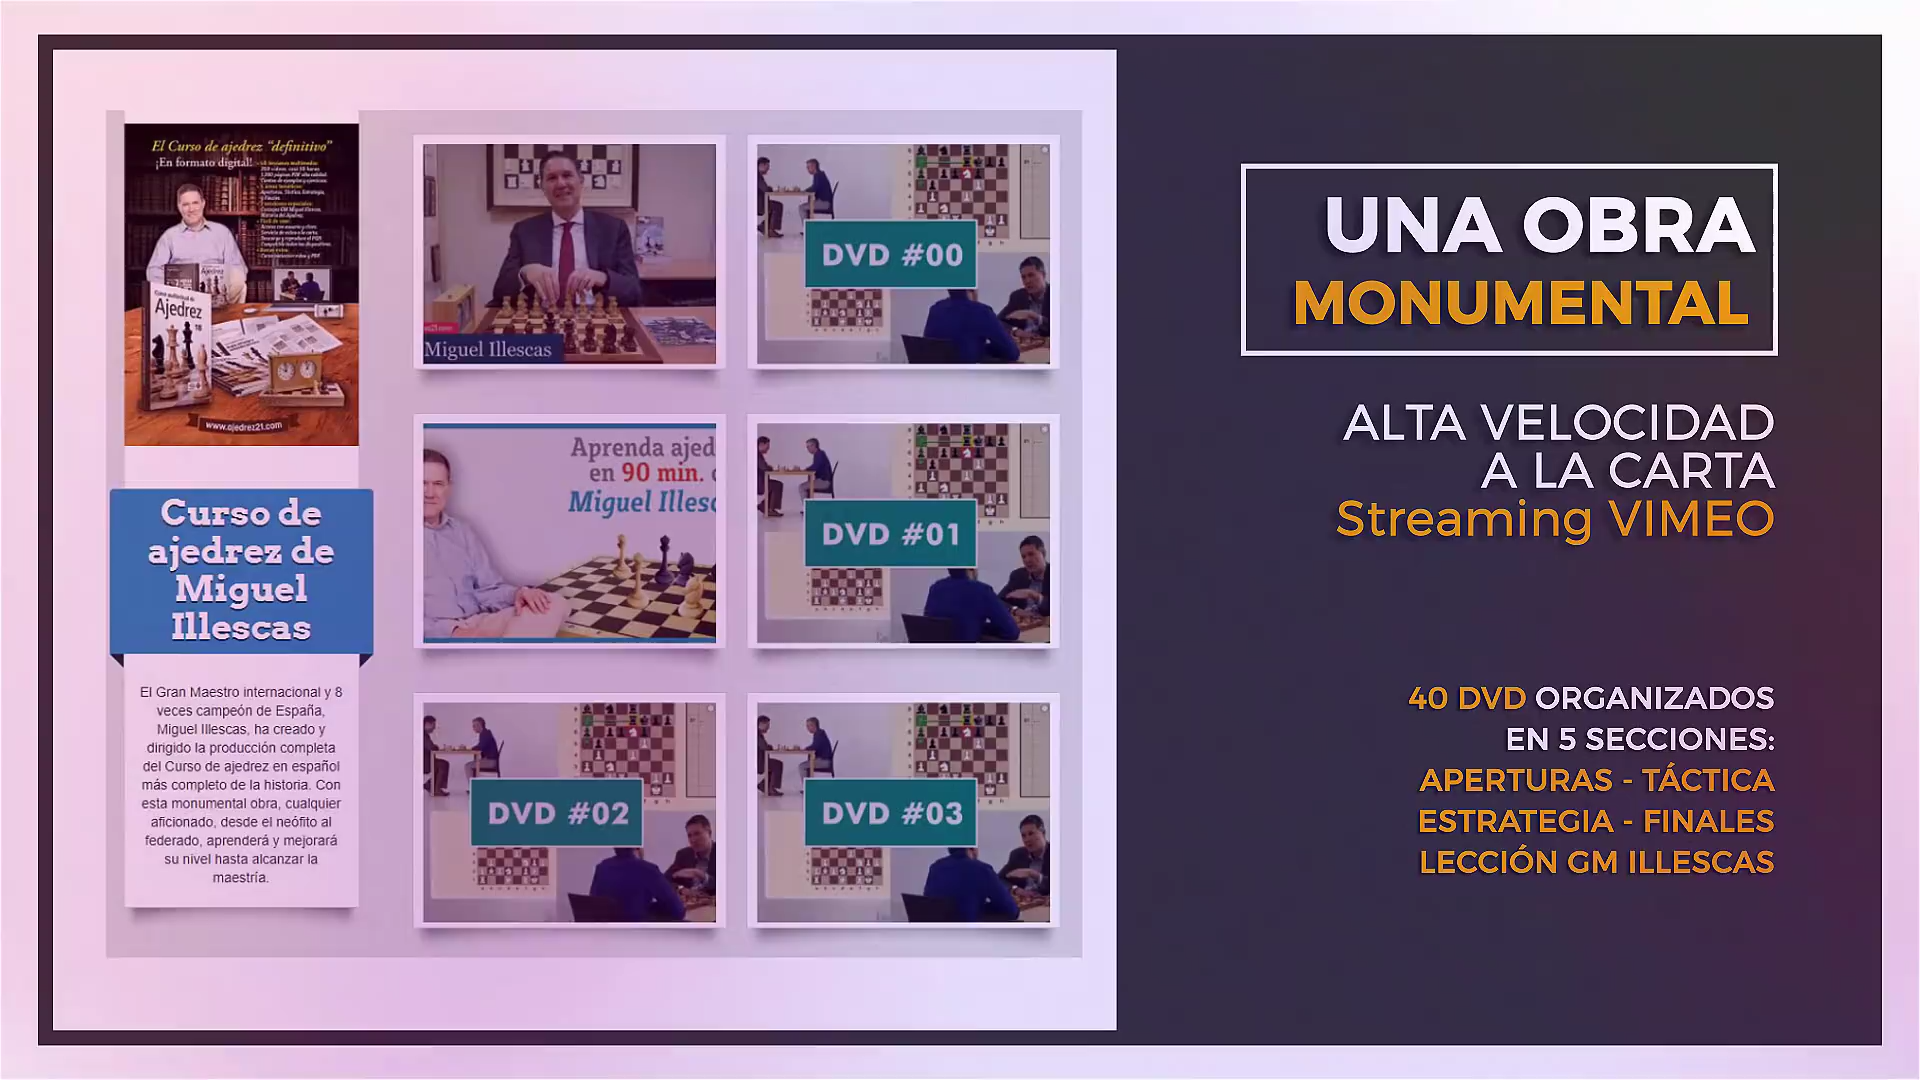 El Curso de ajedrez “definitivo”
¡En formato digital!
Ajedrez
Ajedrez
www.ajedrez21.com
Curso de
ajedrez de
Miguel
Illescas
El Gran Maestro internacional y 8
veces campeón de España,
Miguel Illescas, ha creado y
dirigido la producción completa
del Curso de ajedrez en español
más completo de la historia. Con
esta monumental obra, cualquier
aficionado, desde el neófito al
federado, aprenderá y mejorará
su nivel hasta alcanzar la
maestría.
Miguel Illescas
DVD #00
Aprenda ajed
en 90 min.
Miguel Illesc
DVD #01
DVD #02
DVD #03
UNA OBRA
MONUMENTAL
ALTA VELOCIDAD
A LA CARTA
Streaming VIMEO
40 DVD ORGANIZADOS
EN 5 SECCIONES:
APERTURAS - TÁCTICA
ESTRATEGIA - FINALES
LECCIÓN GM ILLESCAS